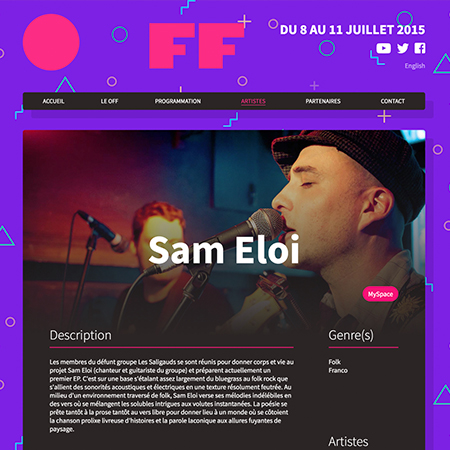 OFF
DU 8 AU 11 JUILLET 2015
English
ACCUEIL LE OFF PROGRAMMATION ARTISTES PARTENAIRES CONTACT
Sam Eloi
MySpace
Description
Genre(s)
Les membres du défunt groupe Les Saligauds se sont réunis pour donner corps et vie au
projet Sam Eloi (chanteur et guitariste du groupe) et préparent actuellement un
premier EP. C'est sur une base s'étalant assez largement du bluegrass au folk rock que
s'allient des sonorités acoustiques et électriques en une texture résolument feutrée. Au
milieu d'un environnement traversé de folk, Sam Eloi verse ses mélodies indélébiles en
des vers où se mélangent les solubles intrigues aux volutes instantanées. La poésie se
prête tantôt à la prose tantôt au vers libre pour donner lieu à un monde où se côtoient
la chanson prolixe livreuse d'histoires et la parole laconique aux allures fuyantes de
paysage.
Folk
Franco
Artistes